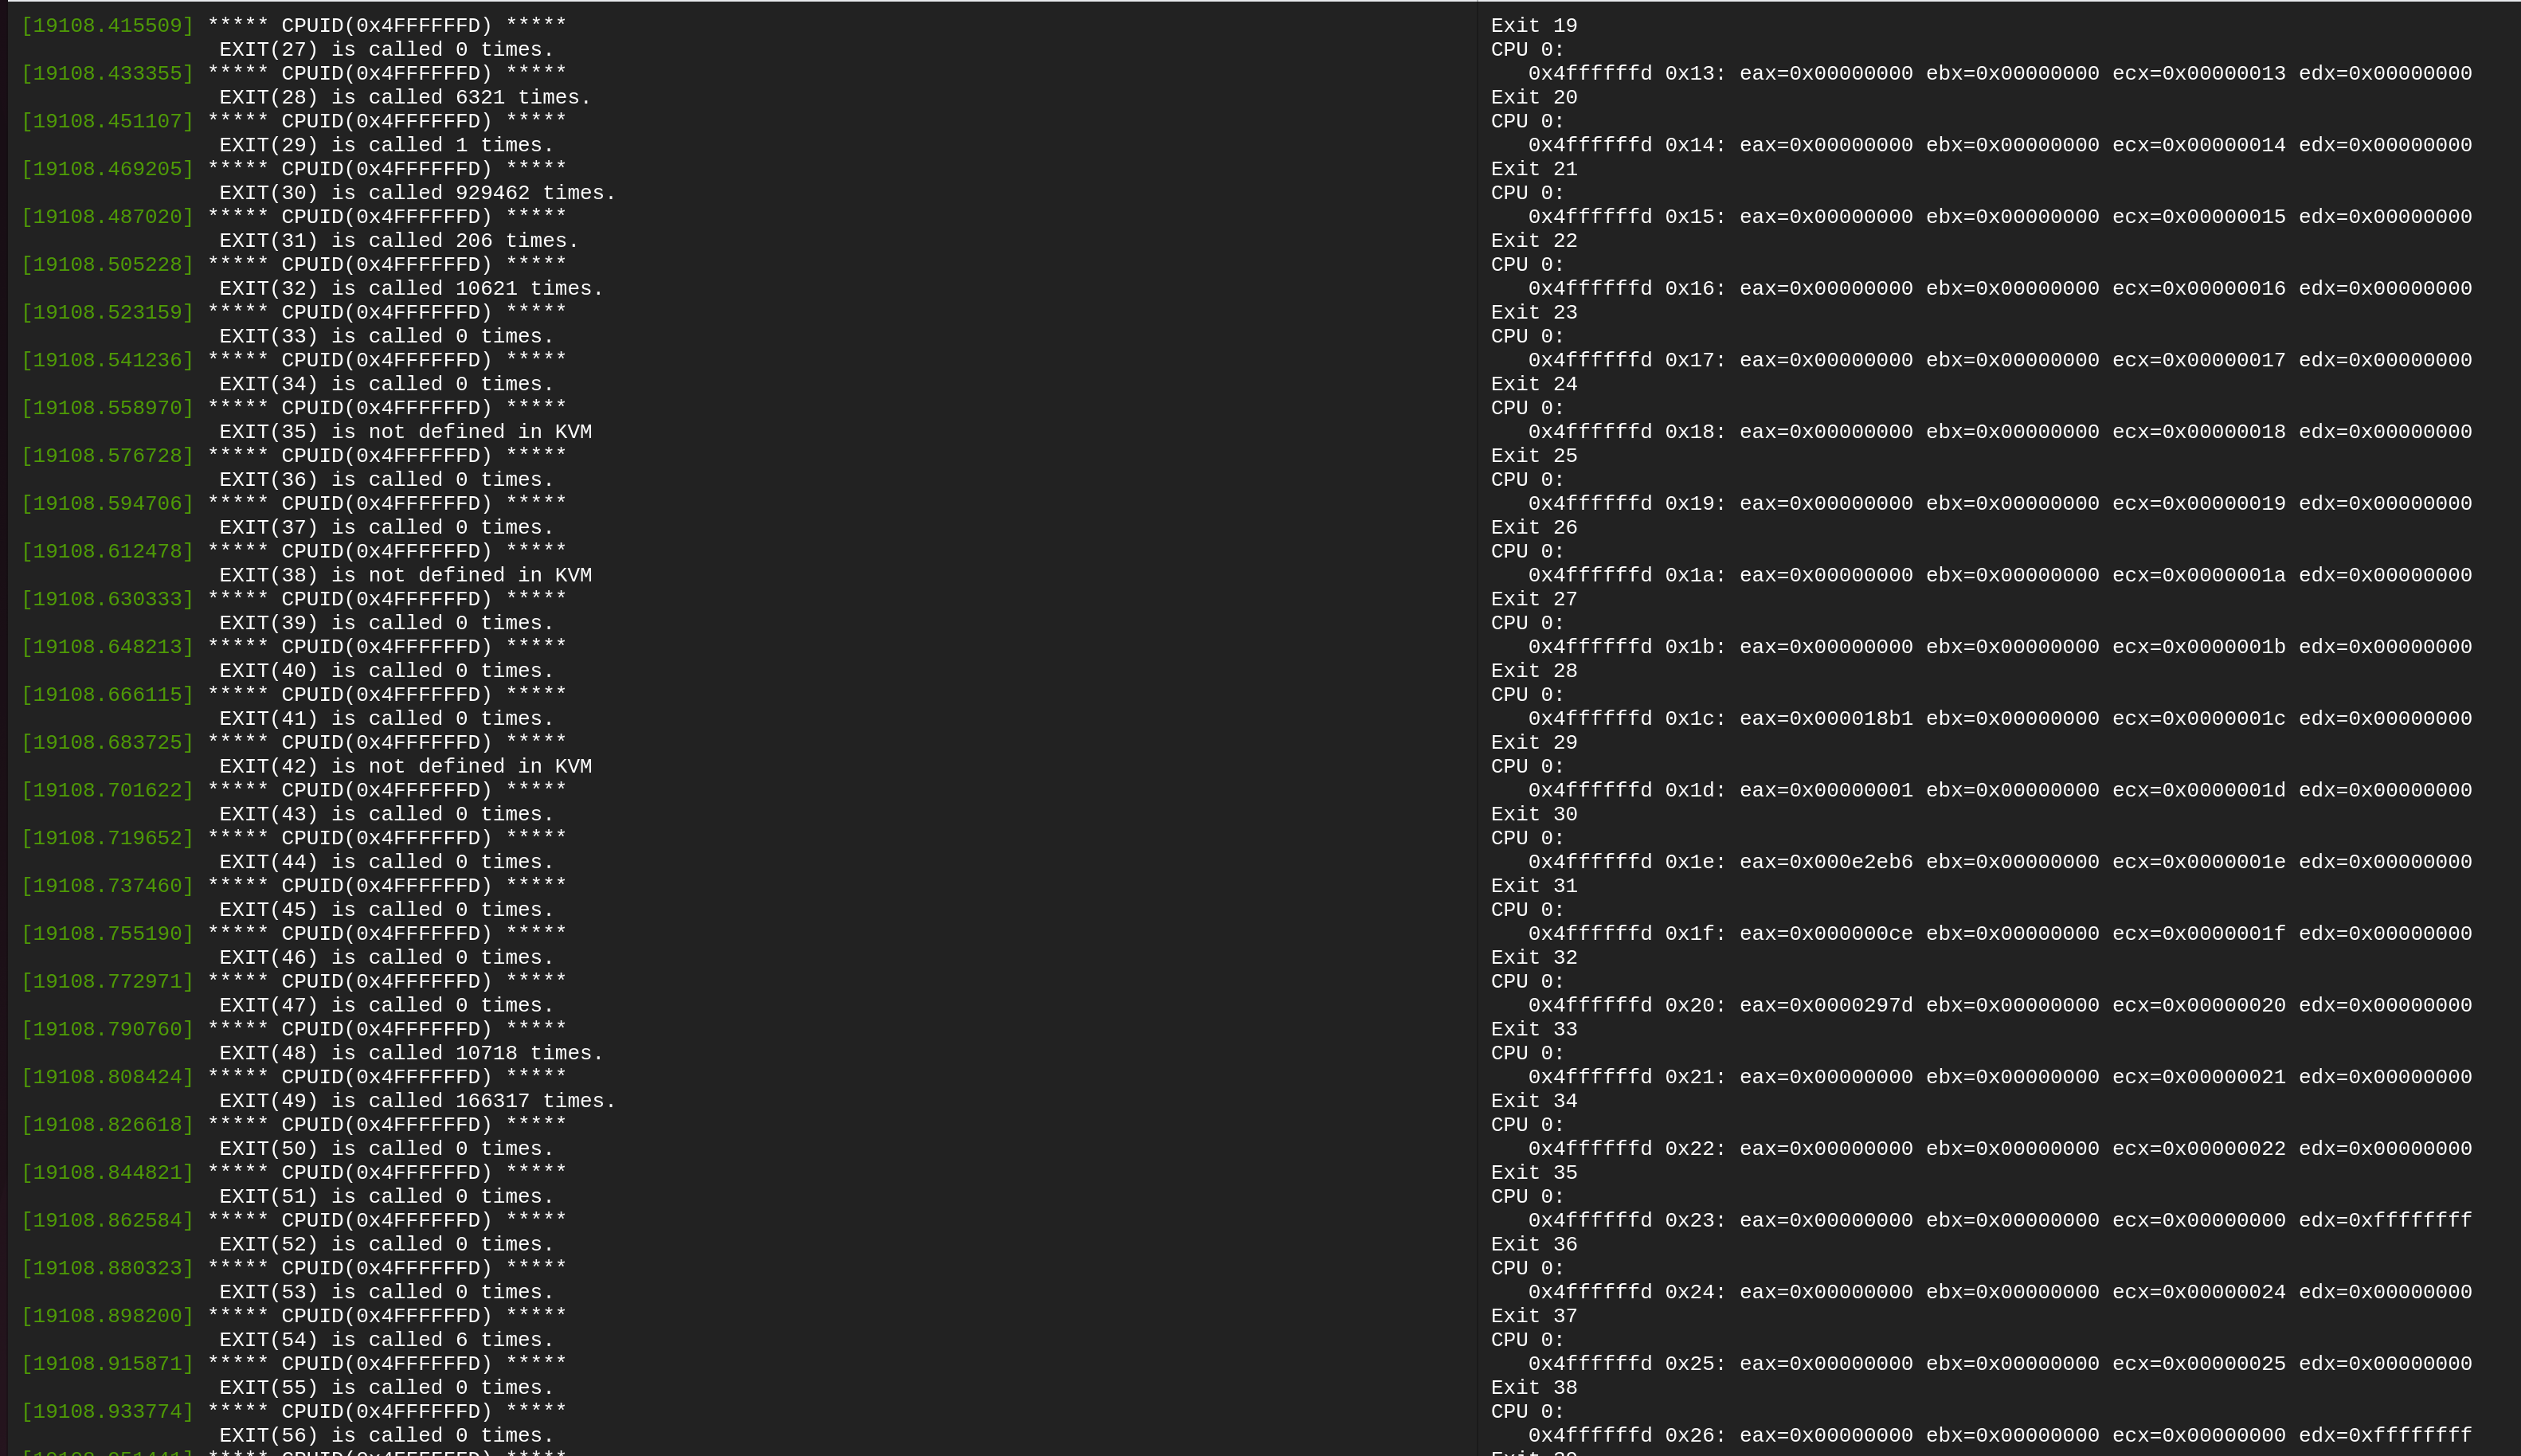 [19108.415509] ***** CPUID(0x4FFFFFFD) *****
EXIT(27) is called 0 times.
[19108.433355] ***** CPUID(0x4FFFFFFD) *****
EXIT(28) is called 6321 times.
[19108.451107] ***** CPUID(0x4FFFFFFD) *****
EXIT(29) is called 1 times.
[19108.469205] ***** CPUID(0x4FFFFFFD) *****
EXIT(30) is called 929462 times.
[19108.487020] ***** CPUID(0x4FFFFFFD) *****
EXIT(31) is called 206 times.
[19108.505228] ***** CPUID(0x4FFFFFFD) *****
EXIT(32) is called 10621 times.
[19108.523159] ***** CPUID(0x4FFFFFFD) *****
EXIT(33) is called 0 times.
[19108.541236] ***** CPUID(0x4FFFFFFD) *****
EXIT(34) is called 0 times.
[19108.558970] ***** CPUID(0x4FFFFFFD) *****
EXIT(35) is not defined in KVM
[19108.576728] ***** CPUID(0x4FFFFFFD) *****
EXIT(36) is called 0 times.
[19108.594706] ***** CPUID(0x4FFFFFFD) *****
EXIT(37) is called 0 times.
[19108.612478] ***** CPUID(0x4FFFFFFD) *****
EXIT(38) is not defined in KVM
[19108.630333] ***** CPUID(0x4FFFFFFD) *****
EXIT(39) is called 0 times.
[19108.648213] ***** CPUID(0x4FFFFFFD) *****
EXIT(40) is called 0 times.
[19108.666115] ***** CPUID(0x4FFFFFFD) *****
EXIT(41) is called 0 times.
[19108.683725] ***** CPUID(0x4FFFFFFD) *****
EXIT(42) is not defined in KVM
[19108.701622] ***** CPUID(0x4FFFFFFD) *****
EXIT(43) is called 0 times.
[19108.719652] ***** CPUID(0x4FFFFFFD) *****
EXIT(44) is called 0 times.
[19108.737460] ***** CPUID(0x4FFFFFFD) *****
EXIT(45) is called 0 times.
[19108.755190] ***** CPUID(0x4FFFFFFD) *****
EXIT(46) is called 0 times.
[19108.772971] ***** CPUID(0x4FFFFFFD) *****
EXIT(47) is called 0 times.
[19108.790760] ***** CPUID(0x4FFFFFFD) *****
EXIT(48) is called 10718 times.
[19108.808424] ***** CPUID(0x4FFFFFFD) *****
EXIT(49) is called 166317 times.
[19108.826618] ***** CPUID(0x4FFFFFFD) *****
EXIT(50) is called 0 times.
[19108.844821] ***** CPUID(0x4FFFFFFD) *****
EXIT(51) is called 0 times.
[19108.862584] ***** CPUID(0x4FFFFFFD) *****
EXIT(52) is called 0 times.
[19108.880323] ***** CPUID(0x4FFFFFFD) *****
EXIT(53) is called 0 times.
[19108.898200] ***** CPUID(0x4FFFFFFD) *****
EXIT(54) is called 6 times.
[19108.915871] ***** CPUID(0x4FFFFFFD) *****
EXIT(55) is called 0 times.
[19108.933774] ***** CPUID(0x4FFFFFFD) *****
EXIT(56) is called 0 times.
Exit 19
CPU 0:
0x4ffffffd 0x13: eax=0x00000000 ebx=0x00000000 ecx=0x00000013 edx=0x00000000
Exit 20
CPU 0:
0x4ffffffd 0x14: eax=0x00000000 ebx=0x00000000 ecx=0x00000014 edx=0x00000000
Exit 21
CPU 0:
0x4ffffffd 0x15: eax=0x00000000 ebx=0x00000000 ecx=0x00000015 edx=0x00000000
Exit 22
CPU 0:
0x4ffffffd 0x16: eax=0x00000000 ebx=0x00000000 ecx=0x00000016 edx=0x00000000
Exit 23
CPU 0:
0x4ffffffd 0x17: eax=0x00000000 ebx=0x00000000 ecx=0x00000017 edx=0x00000000
Exit 24
CPU 0:
0x4ffffffd 0x18: eax=0x00000000 ebx=0x00000000 ecx=0x00000018 edx=0x00000000
Exit 25
CPU 0:
0x4ffffffd 0x19: eax=0x00000000 ebx=0x00000000 ecx=0x00000019 edx=0x00000000
Exit 26
CPU 0:
0x4ffffffd 0x1a: eax=0x00000000 ebx=0x00000000 ecx=0x0000001a edx=0x00000000
Exit 27
CPU 0:
0x4ffffffd 0x1b: eax=0x00000000 ebx=0x00000000 ecx=0x0000001b edx=0x00000000
Exit 28
CPU 0:
0x4ffffffd 0x1c: eax=0x000018b1 ebx=0x00000000 ecx=0x0000001c edx=0x00000000
Exit 29
CPU 0:
0x4ffffffd 0x1d: eax=0x00000001 ebx=0x00000000 ecx=0x0000001d edx=0x00000000
Exit 30
CPU 0:
0x4ffffffd 0x1e: eax=0x000e2eb6 ebx=0x00000000 ecx=0x0000001e edx=0x00000000
Exit 31
CPU 0:
0x4ffffffd 0x1f: eax=0x000000ce ebx=0x00000000 ecx=0x0000001f edx=0x00000000
Exit 32
CPU 0:
0x4ffffffd 0x20: eax=0x0000297d ebx=0x00000000 ecx=0x00000020 edx=0x00000000
Exit 33
CPU 0:
0x4ffffffd 0x21: eax=0x00000000 ebx=0x00000000 ecx=0x00000021 edx=0x00000000
Exit 34
CPU 0:
0x4ffffffd 0x22: eax=0x00000000 ebx=0x00000000 ecx=0x00000022 edx=0x00000000
Exit 35
CPU 0:
0x4ffffffd 0x23: eax=0x00000000 ebx=0x00000000 ecx=0x00000000 edx=0xffffffff
Exit 36
CPU 0:
0x4ffffffd 0x24: eax=0x00000000 ebx=0x00000000 ecx=0x00000024 edx=0x00000000
Exit 37
CPU 0:
0x4ffffffd 0x25: eax=0x00000000 ebx=0x00000000 ecx=0x00000025 edx=0x00000000
Exit 38
CPU 0:
0x4ffffffd 0x26: eax=0x00000000 ebx=0x00000000 ecx=0x00000000 edx=0xffffffff